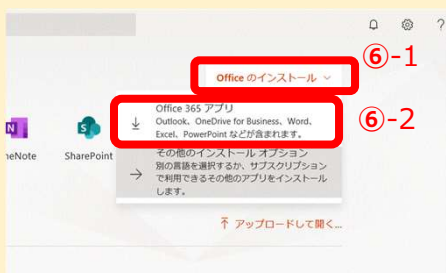 ?
Office のインストール
⑥-1
Office 365 アプリ
Outlook、OneDrive for Business、Word、
Excel、PowerPoint などが含まれます。
⑥-2
N
S
neNote
SharePoint
その他のインストール オプション
別の言語を選択するか、サブスクリプション
で利用できるその他のアプリをインストール
します。
アップロードして開く...